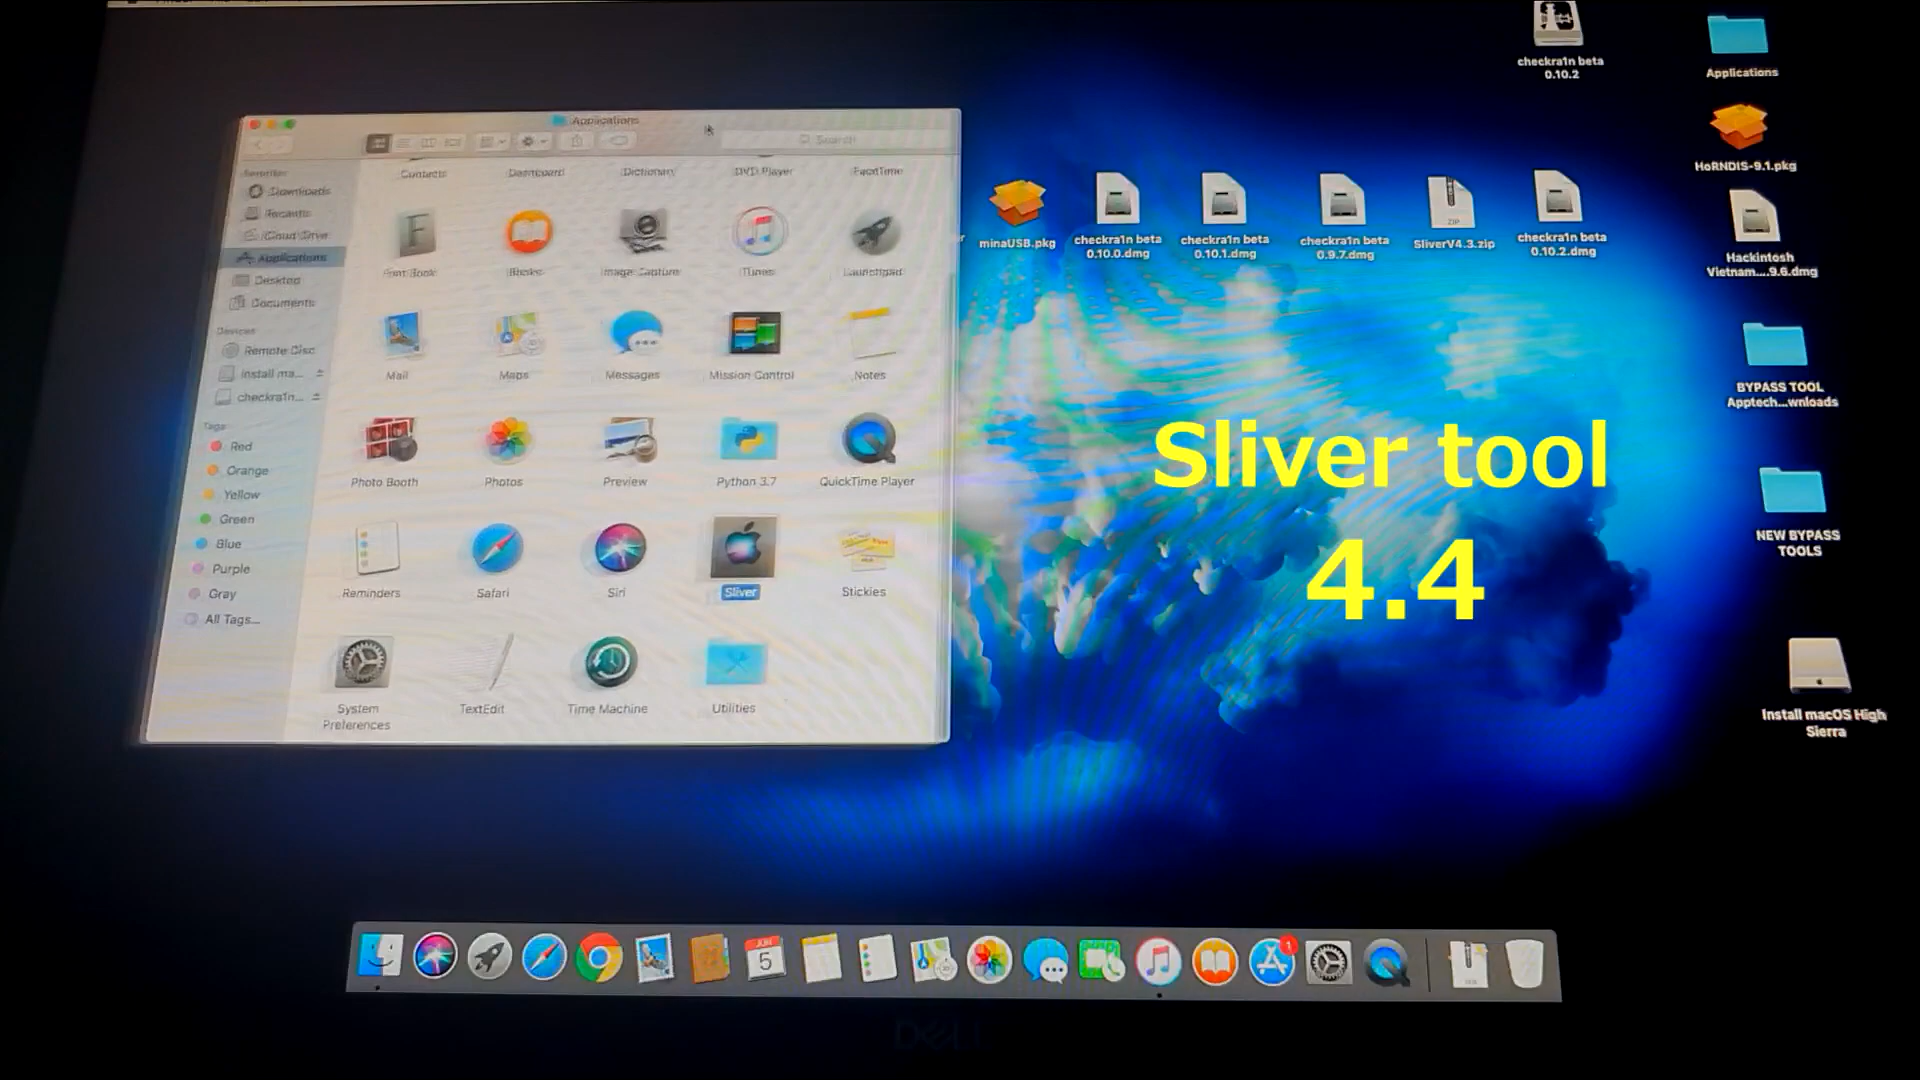 checkra1n beta
0.10.2
Applications
HoRNDIS-9.1.pkg
minaUSB.pkg
checkra1n beta
0.10.0.dmg
checkra1n beta
0.10.1.dmg
checkra1n beta
0.9.7.dmg
SliverV4.3.zip
ZIP
checkra1n beta
0.10.2.dmg
Hackintosh
Vietnam....9.6.dmg
BYPASS TOOL
Apptech...wnloads
NEW BYPASS
TOOLS
Install macOS High
Sierra
Sliver tool
4.4
Applications
Search
Favorites
Downloads
Recents
iCloud Drive
Applications
Desktop
Documents
Devices
Remote Disc
Install ma...
checkra1n...
Tags
Red
Orange
Yellow
Green
Blue
Purple
Gray
All Tags...
Contacts
Dashboard
Dictionary
DVD Player
FaceTime
Font Book
iBooks
Image Capture
iTunes
Launchpad
Mail
Maps
Messages
Mission Control
Notes
Photo Booth
Photos
Preview
Python 3.7
QuickTime Player
Reminders
Safari
Siri
Sliver
Stickies
System
Preferences
TextEdit
Time Machine
Utilities
JUN
5
1
DELL